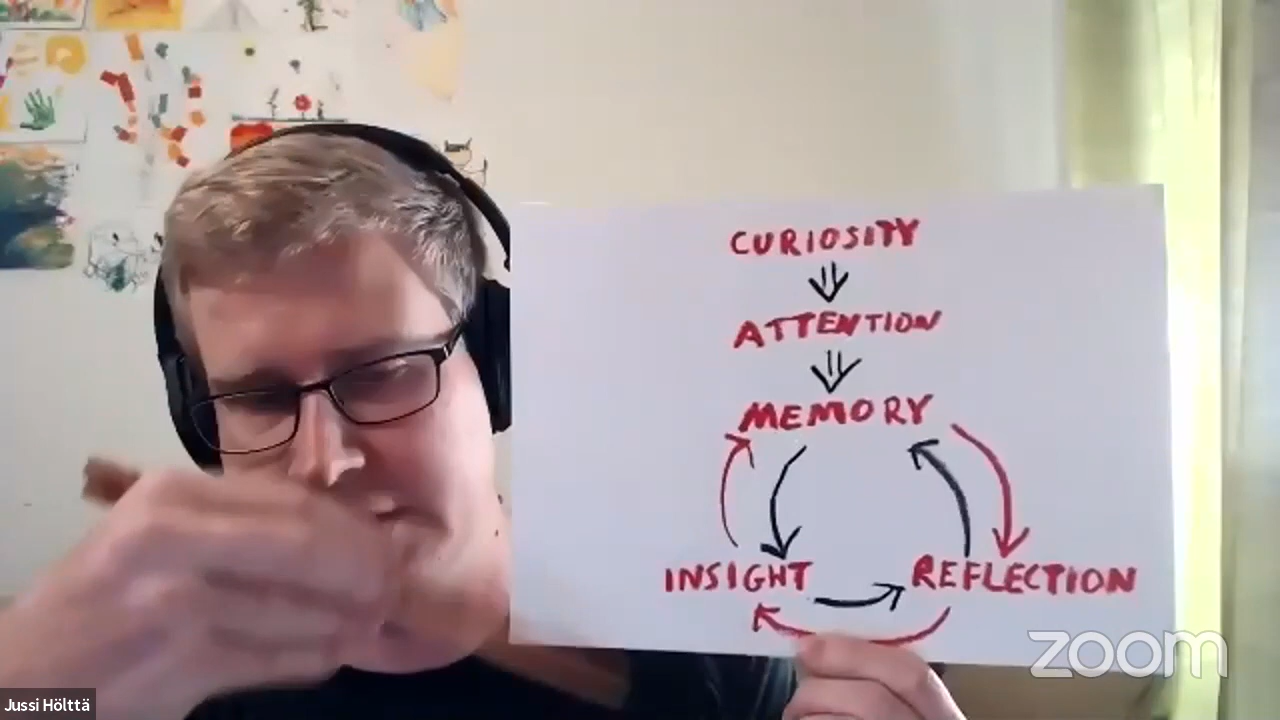 CURIOSITY
ATTENTION
MEMORY
INSIGHT REFLECTION
zoom
Jussi Hölttä